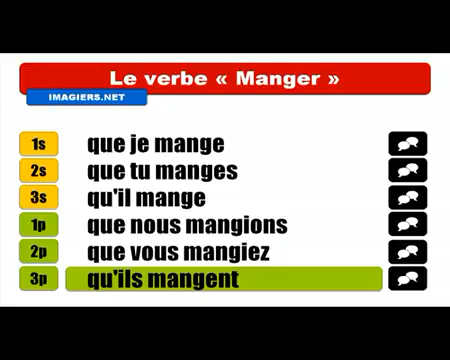 Le verbe « Manger »
IMAGIERS.NET
1s que je mange
2s que tu manges
3s qu'il mange
1p que nous mangions
2p que vous mangiez
3p qu'ils mangent